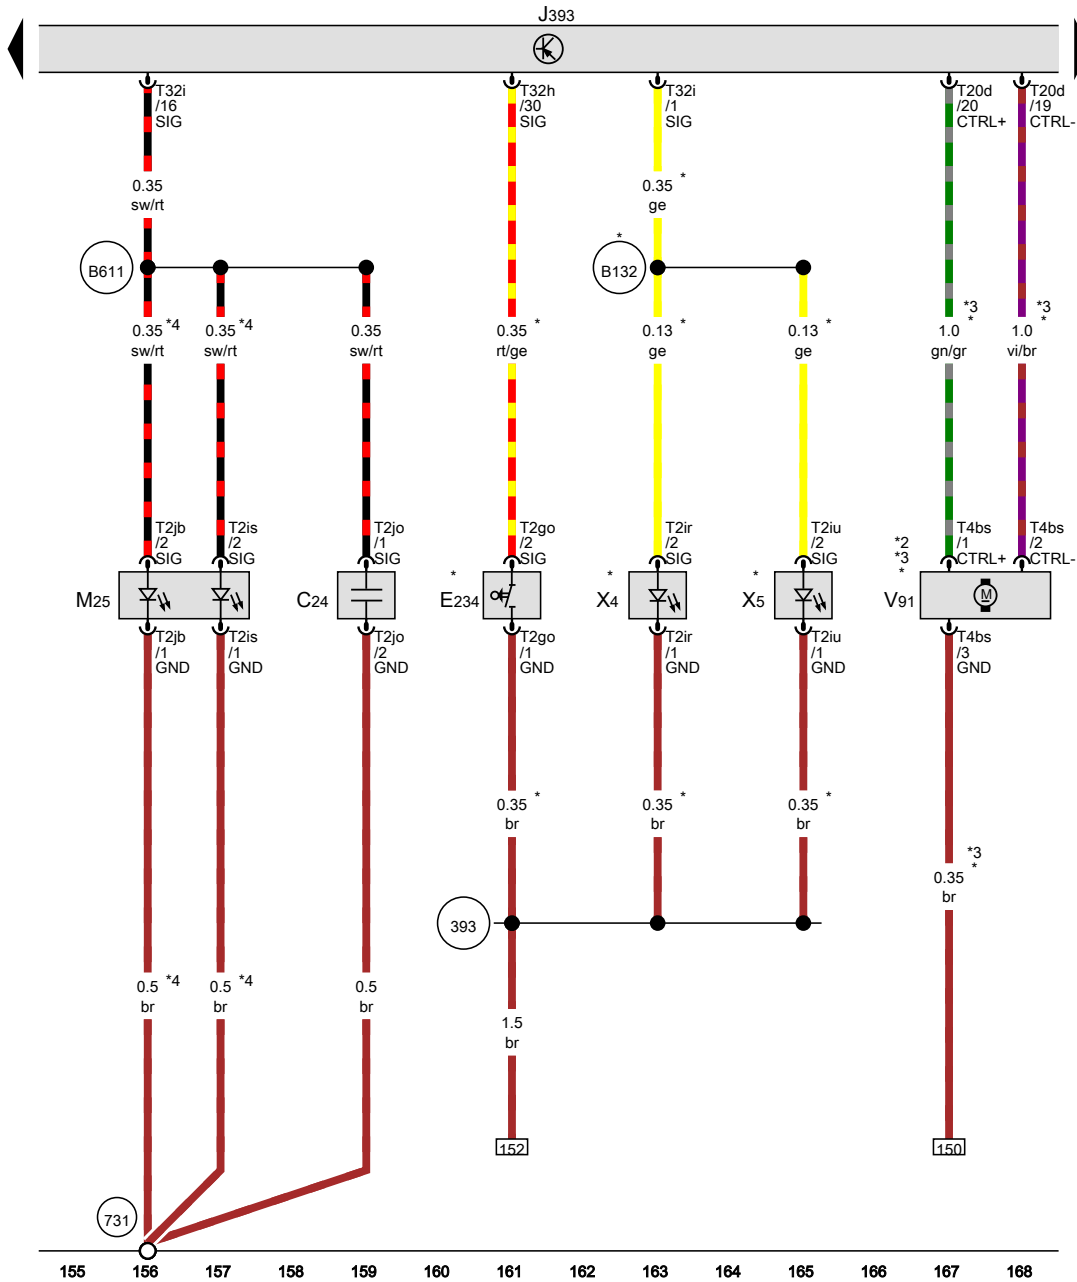 J393
T32i
/16
SIG
T32h
/30
SIG
T32i
/1
SIG
T20d
/20
CTRL+
T20d
/19
CTRL-
0.35
sw/rt
0.35 *
ge
B611
*
B132
0.35 *4
sw/rt
0.35 *4
sw/rt
0.35
sw/rt
0.35 *
rt/ge
0.13 *
ge
0.13 *
ge
*3
*
1.0
gn/gr
*3
*
1.0
vi/br
T2jb
/2
SIG
T2is
/2
SIG
T2jo
/1
SIG
T2go
/2
SIG
T2ir
/2
SIG
T2iu
/2
SIG
T4bs
/1
CTRL+
T4bs
/2
CTRL-
M25
C24
*
E234
*
X4
*
X5
*2
*3
*
V91
M
T2jb
/1
GND
T2is
/1
GND
T2jo
/2
GND
T2go
/1
GND
T2ir
/1
GND
T2iu
/1
GND
T4bs
/3
GND
0.35 *
br
0.35 *
br
0.35 *
br
*3
*
0.35
br
393
0.5 *4
br
0.5 *4
br
0.5
br
1.5
br
152
150
731
155 156 157 158 159 160 161 162 163 164 165 166 167 168